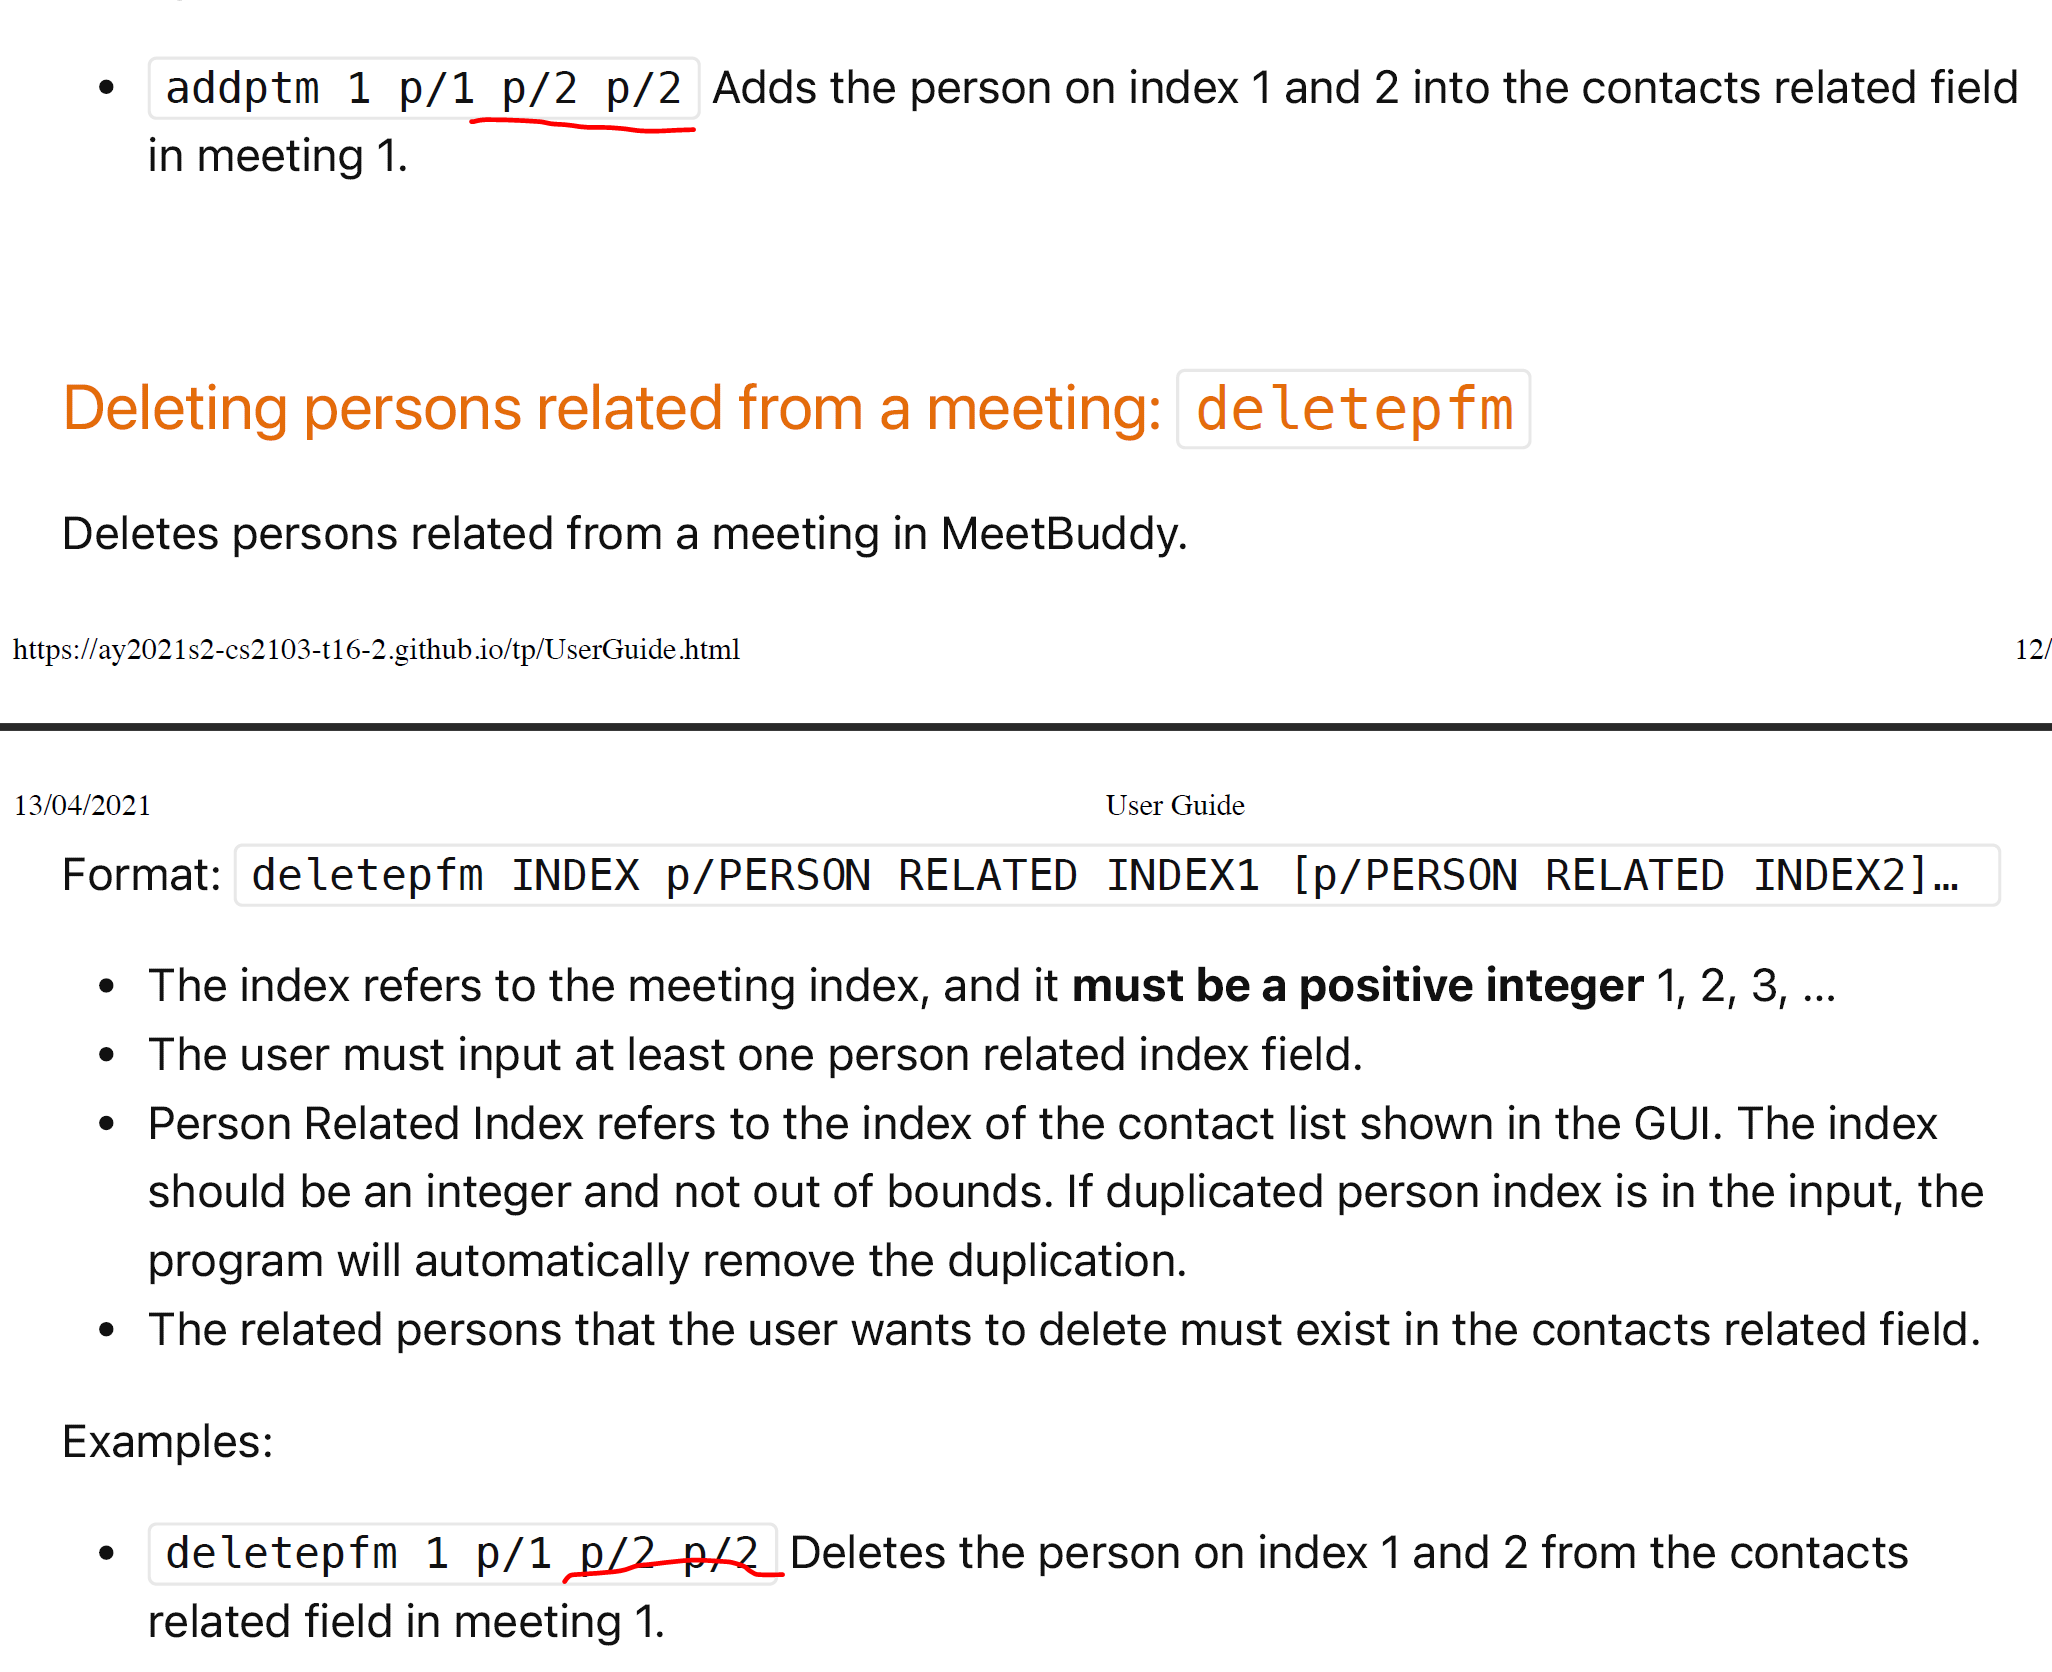 • addptm 1 p/1 p/2 p/2 Adds the person on index 1 and 2 into the contacts related field
in meeting 1.
Deleting persons related from a meeting: deletepfm
Deletes persons related from a meeting in MeetBuddy.
https://ay2021s2-cs2103-t16-2.github.io/tp/UserGuide.html 12/
13/04/2021 User Guide
Format: deletepfm INDEX p/PERSON RELATED INDEX1 [p/PERSON RELATED INDEX2]…
• The index refers to the meeting index, and it must be a positive integer 1, 2, 3, …
• The user must input at least one person related index field.
• Person Related Index refers to the index of the contact list shown in the GUI. The index
should be an integer and not out of bounds. If duplicated person index is in the input, the
program will automatically remove the duplication.
• The related persons that the user wants to delete must exist in the contacts related field.
Examples:
• deletepfm 1 p/1 p/2 p/2 Deletes the person on index 1 and 2 from the contacts
related field in meeting 1.